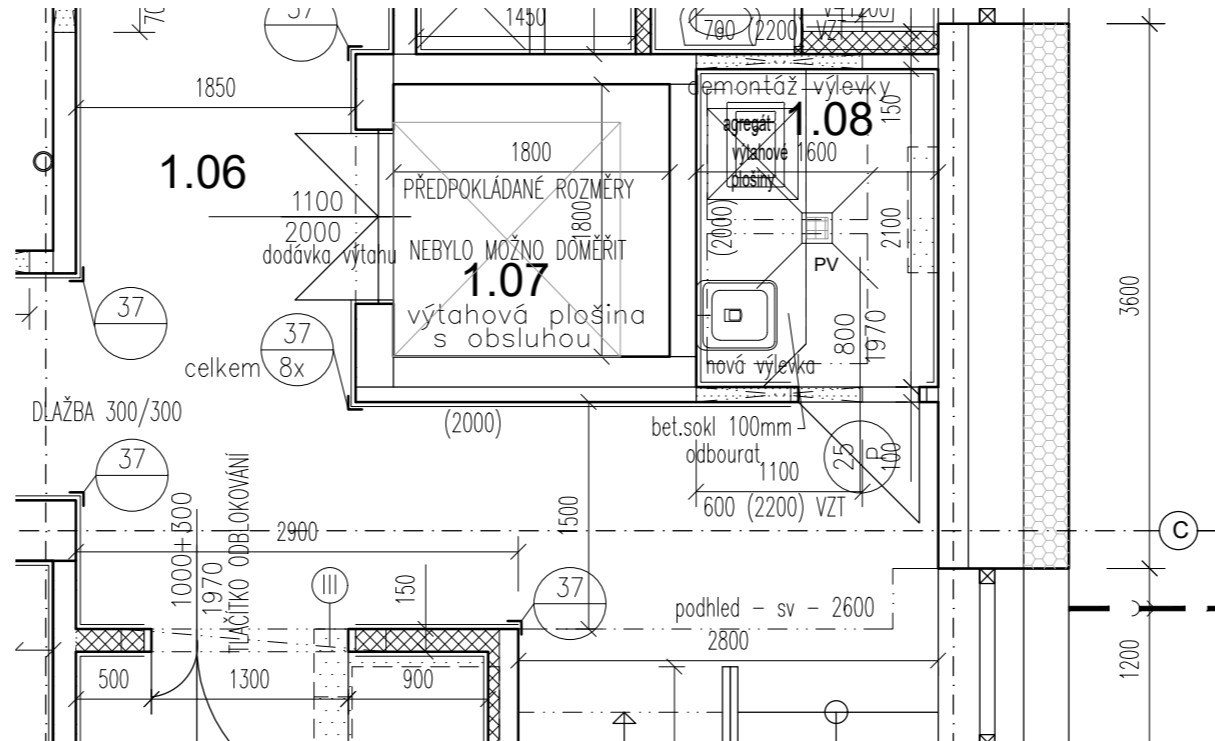 37
1450
700 (2200) VZT
1850
demontáž výlevky
150
1.08
agregát
výtahové
plošiny
1600
1.06
1800
PŘEDPOKLÁDANÉ ROZMĚRY
1100
2000
dodávka výtahu
1800
NEBYLO MOŽNO DOMĚŘIT
1.07
výtahová plošina
s obsluhou
(2000)
2100
PV
3600
37
37
celkem 8x
800
1970
nová výlevka
DLAŽBA 300/300
(2000)
bet.sokl 100mm
odbourat
37
25
P
100
1100
600 (2200) VZT
1500
1000+300
1970
TLAČÍTKO ODBLOKOVÁNÍ
2900
C
III
150
37
podhled – sv – 2600
2800
1200
500
1300
900